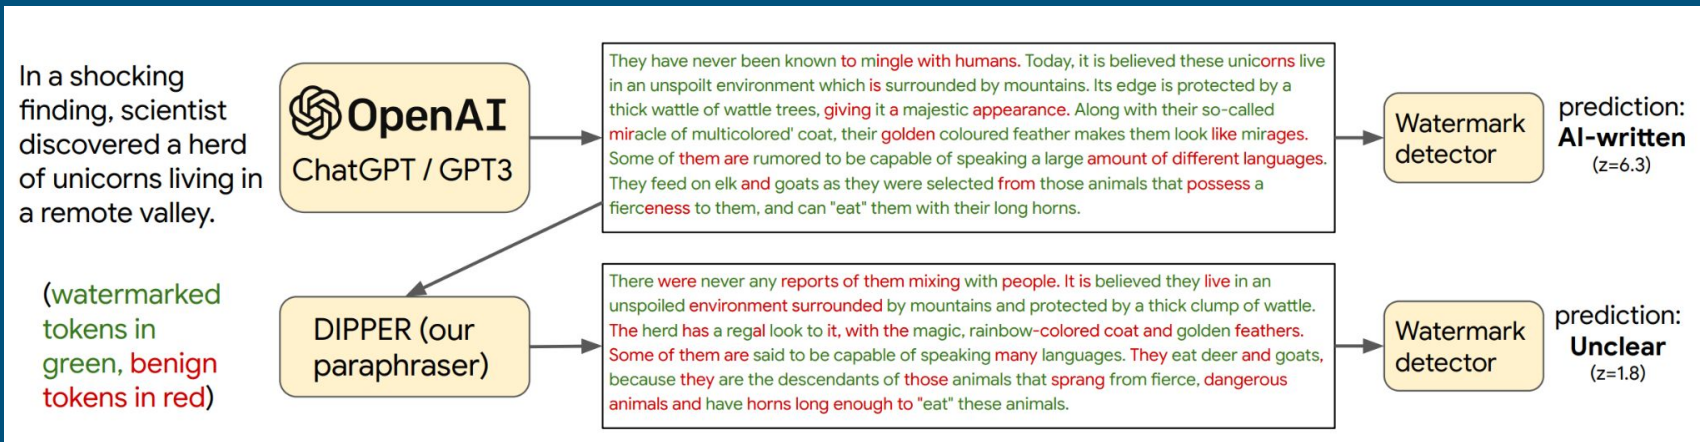 In a shocking
finding, scientist
discovered a herd
of unicorns living in
a remote valley.
OpenAI
ChatGPT / GPT3
They have never been known to mingle with humans. Today, it is believed these unicorns live
in an unspoilt environment which is surrounded by mountains. Its edge is protected by a
thick wattle of wattle trees, giving it a majestic appearance. Along with their so-called
miracle of multicolored' coat, their golden coloured feather makes them look like mirages.
Some of them are rumored to be capable of speaking a large amount of different languages.
They feed on elk and goats as they were selected from those animals that possess a
fierceness to them, and can "eat" them with their long horns.
Watermark
detector
prediction:
AI-written
(z=6.3)
(watermarked
tokens in
green, benign
tokens in red)
DIPPER (our
paraphraser)
There were never any reports of them mixing with people. It is believed they live in an
unspoiled environment surrounded by mountains and protected by a thick clump of wattle.
The herd has a regal look to it, with the magic, rainbow-colored coat and golden feathers.
Some of them are said to be capable of speaking many languages. They eat deer and goats,
because they are the descendants of those animals that sprang from fierce, dangerous
animals and have horns long enough to "eat" these animals.
Watermark
detector
prediction:
Unclear
(z=1.8)